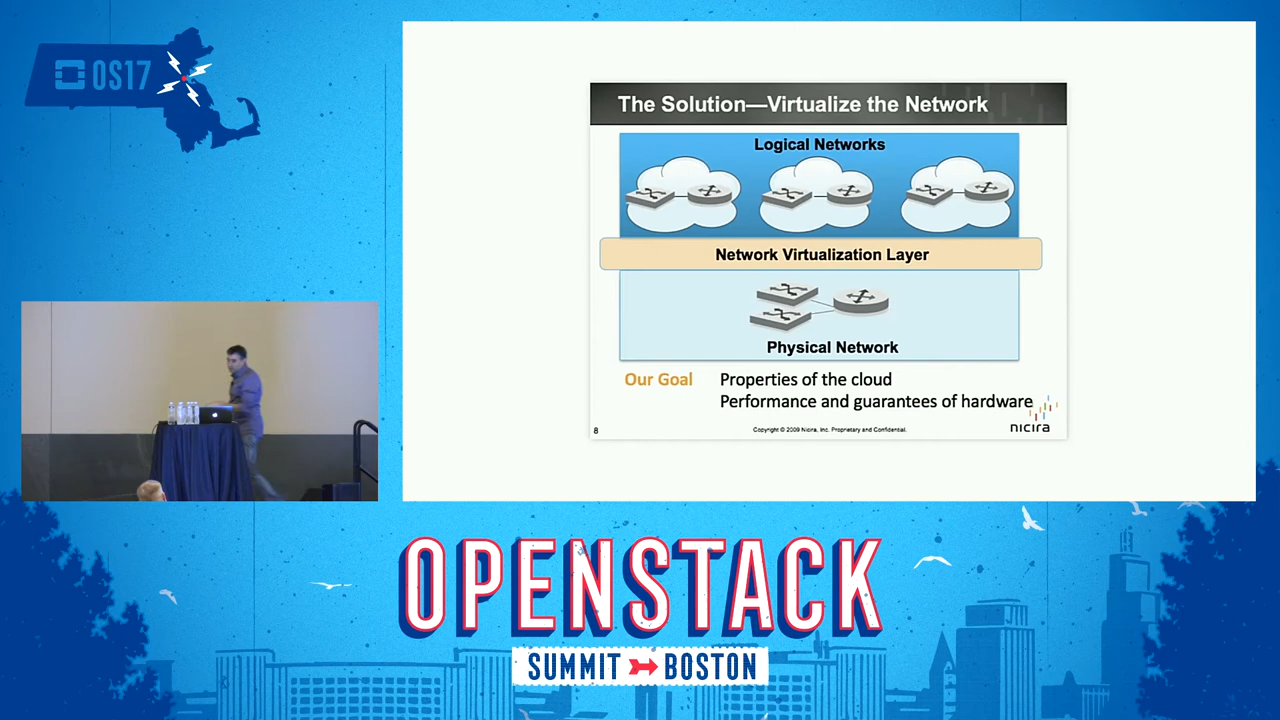 OS17
The Solution—Virtualize the Network
Logical Networks
Network Virtualization Layer
Physical Network
Our Goal
Properties of the cloud
Performance and guarantees of hardware
8
Copyright © 2009 Nicira, Inc. Proprietary and Confidential.
nicira
OPENSTACK
SUMMIT BOSTON